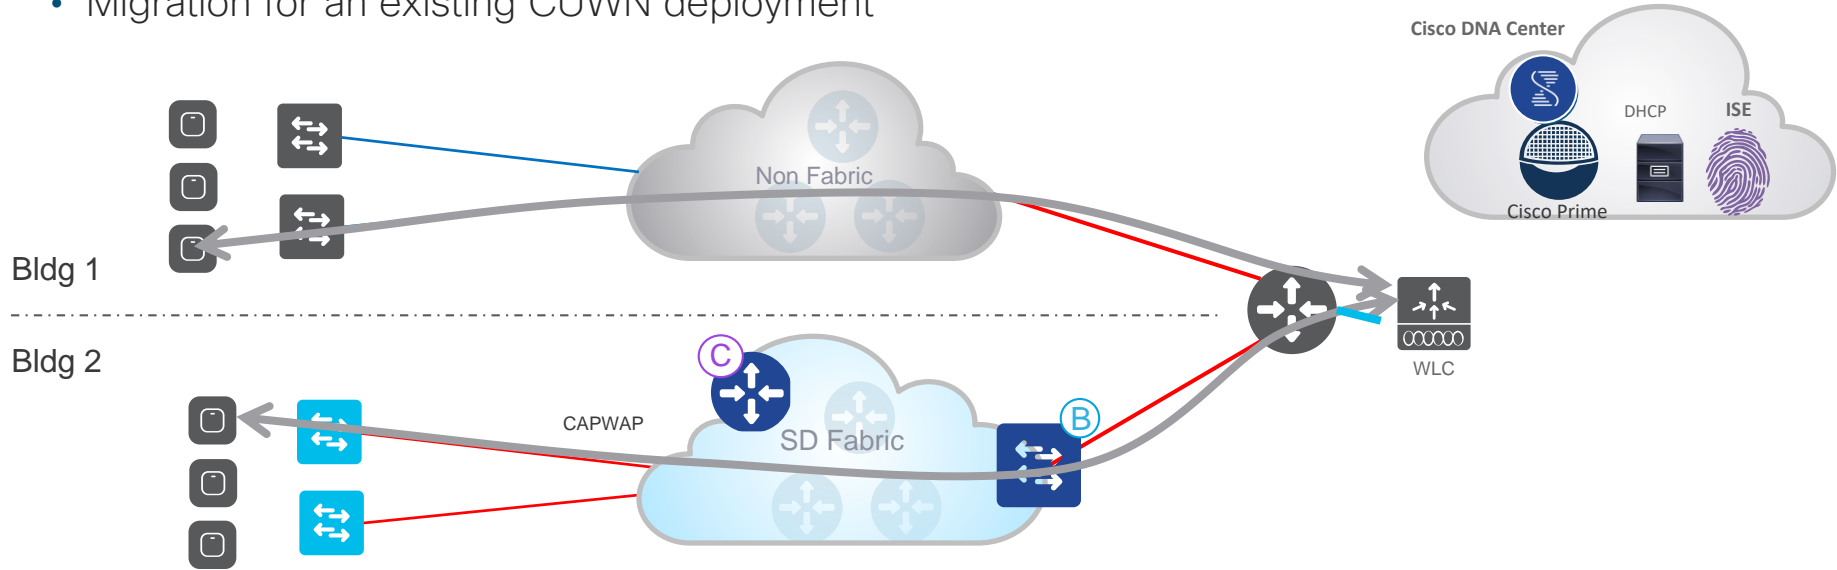 • Migration for an existing CUWN deployment
Cisco DNA Center
DHCP
ISE
Cisco Prime
Non Fabric
Bldg 1
Bldg 2
WLC
C
B
CAPWAP
SD Fabric